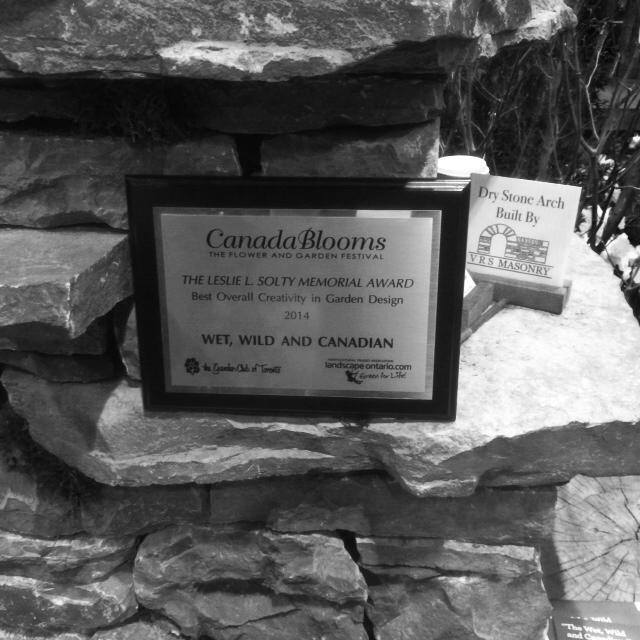 CanadaBlooms
THE FLOWER AND GARDEN FESTIVAL
THE LESLIE L. SOLTY MEMORIAL AWARD
Best Overall Creativity in Garden Design
2014
WET, WILD AND CANADIAN
the Garden Club of Toronto
landscapeontario.com
Green for Life!
Dry Stone Arch
Built By
VRS MASONRY